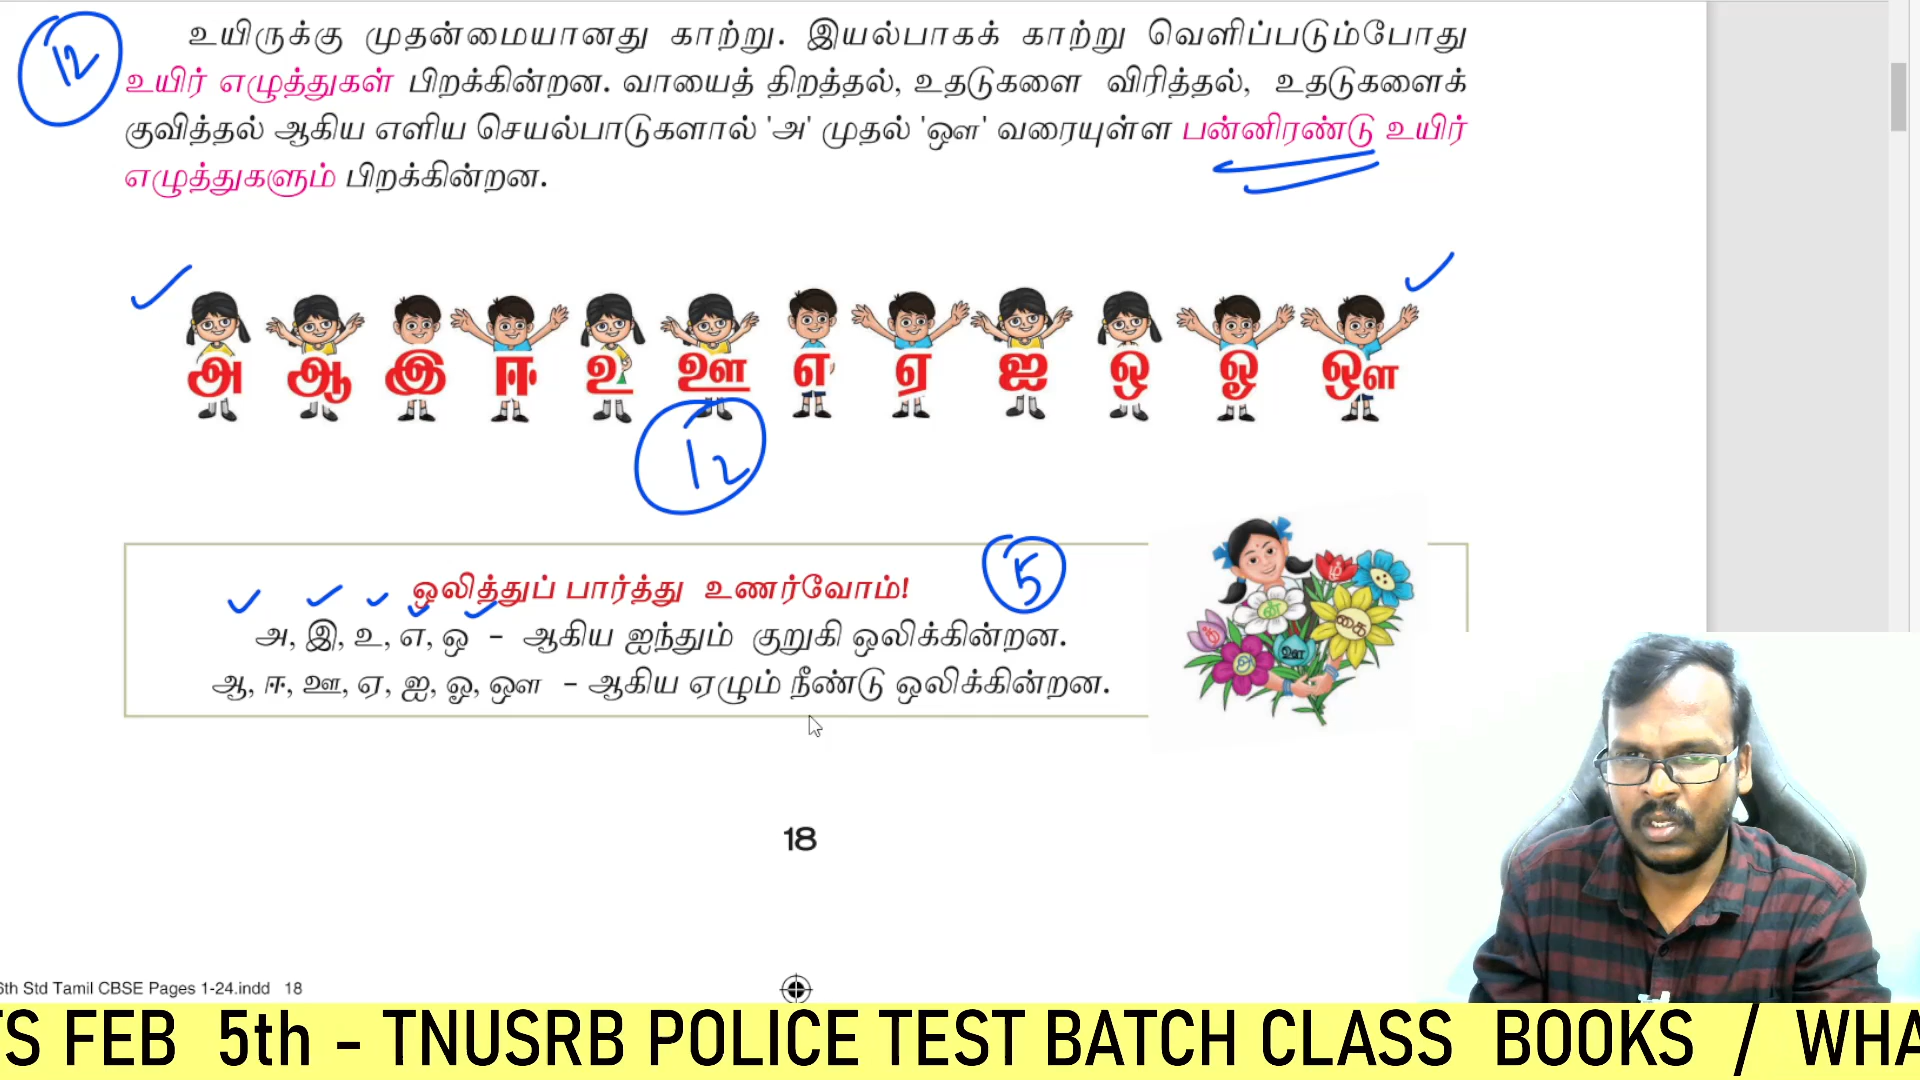 12
உயிருக்கு முதன்மையானது காற்று. இயல்பாகக் காற்று வெளிப்படும்போது
உயிர் எழுத்துகள் பிறக்கின்றன. வாயைத் திறத்தல், உதடுகளை விரித்தல், உதடுகளைக்
குவித்தல் ஆகிய எளிய செயல்பாடுகளால் 'அ' முதல் 'ஔ' வரையுள்ள பன்னிரண்டு உயிர்
எழுத்துகளும் பிறக்கின்றன.
அ ஆ இ ஈ உ ஊ எ ஏ ஐ ஒ ஓ ஔ
12
ஒலித்துப் பார்த்து உணர்வோம்!
5
அ, இ, உ, எ, ஒ - ஆகிய ஐந்தும் குறுகி ஒலிக்கின்றன.
ஆ, ஈ, ஊ, ஏ, ஐ, ஓ, ஔ - ஆகிய ஏழும் நீண்டு ஒலிக்கின்றன.
கை
ஊ
18
6th Std Tamil CBSE Pages 1-24.indd 18
TS FEB 5th - TNUSRB POLICE TEST BATCH CLASS BOOKS / WHA